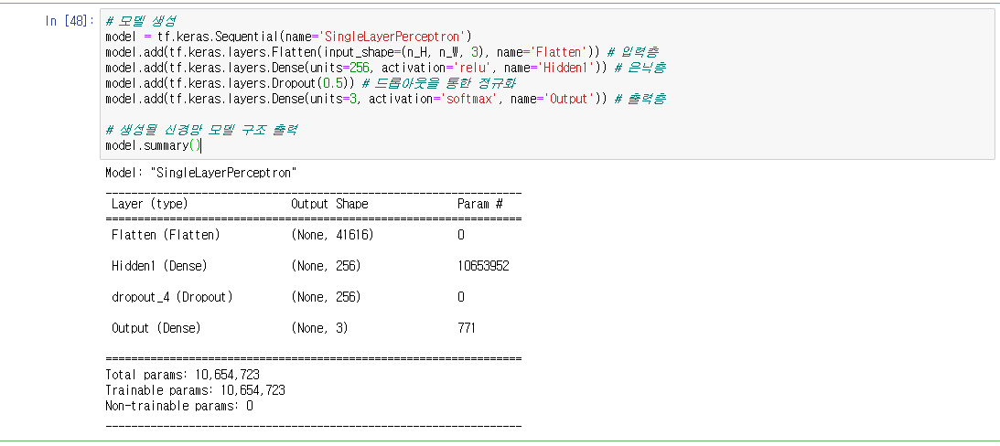 In [48]:
# 모델 생성
model = tf.keras.Sequential(name='SingleLayerPerceptron')
model.add(tf.keras.layers.Flatten(input_shape=(n_H, n_W, 3), name='Flatten')) # 입력층
model.add(tf.keras.layers.Dense(units=256, activation='relu', name='Hidden1')) # 은닉층
model.add(tf.keras.layers.Dropout(0.5)) # 드롭아웃을 통한 정규화
model.add(tf.keras.layers.Dense(units=3, activation='softmax', name='Output')) # 출력층
# 생성될 신경망 모델 구조 출력
model.summary()
Model: "SingleLayerPerceptron"
_________________________________________________________________
Layer (type) Output Shape Param #
=================================================================
Flatten (Flatten) (None, 41616) 0
Hidden1 (Dense) (None, 256) 10653952
dropout_4 (Dropout) (None, 256) 0
Output (Dense) (None, 3) 771
=================================================================
Total params: 10,654,723
Trainable params: 10,654,723
Non-trainable params: 0
_________________________________________________________________